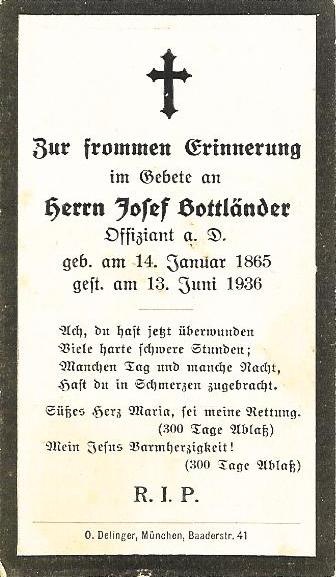 Zur frommen Erinnerung
im Gebete an
Herrn Josef Bottländer
Offiziant a. D.
geb. am 14. Januar 1865
gest. am 13. Juni 1936
Ach, du hast jetzt überwunden
Viele harte schwere Stunden;
Manchen Tag und manche Nacht,
Hast du in Schmerzen zugebracht.
Süßes Herz Maria, sei meine Rettung.
(300 Tage Ablaß)
Mein Jesus Barmherzigkeit!
(300 Tage Ablaß)
R. I. P.
O. Delinger, München, Baaderstr. 41